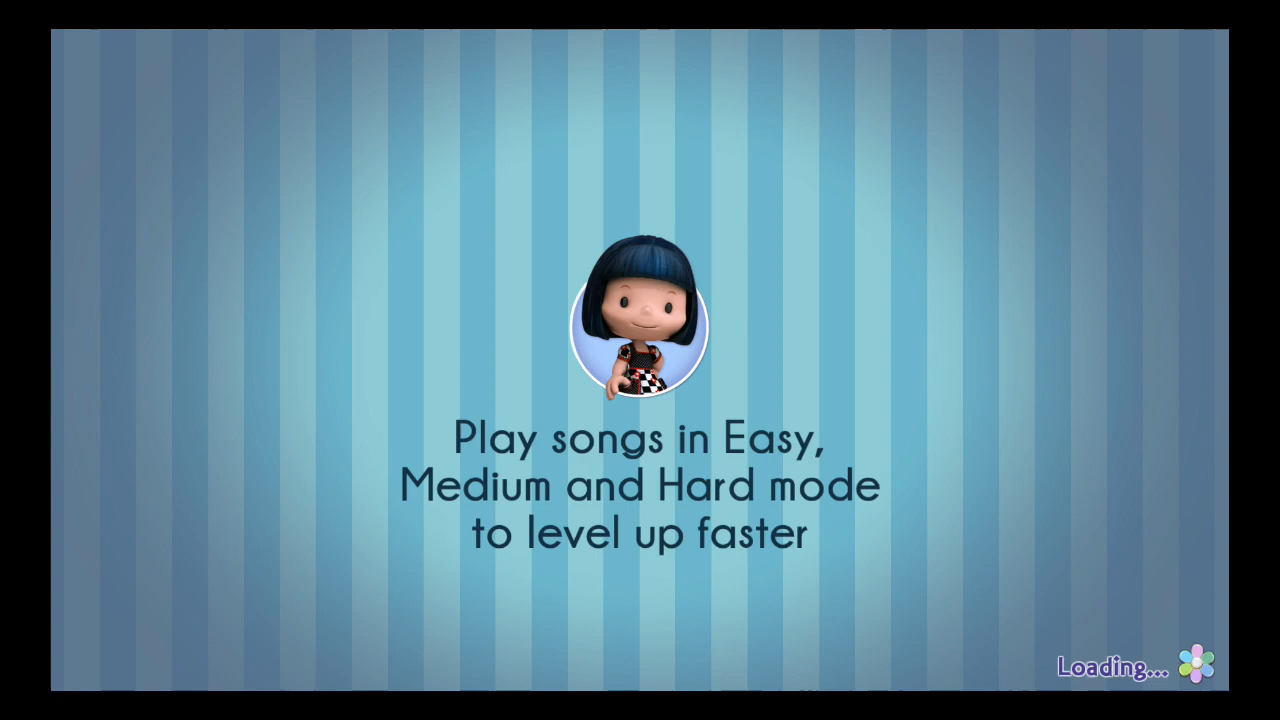 Play songs in Easy,
Medium and Hard mode
to level up faster
Loading...